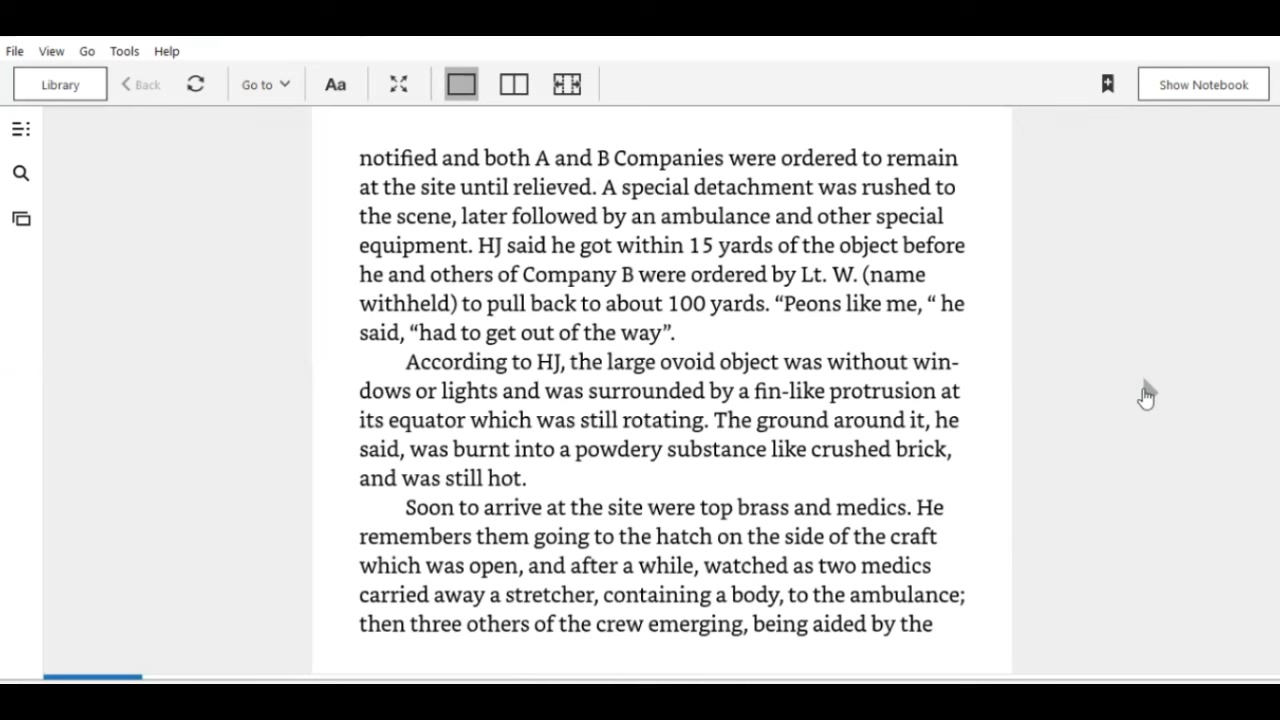 File View Go Tools Help
Library Back Go to Aa Show Notebook
notified and both A and B Companies were ordered to remain
at the site until relieved. A special detachment was rushed to
the scene, later followed by an ambulance and other special
equipment. HJ said he got within 15 yards of the object before
he and others of Company B were ordered by Lt. W. (name
withheld) to pull back to about 100 yards. “Peons like me, “ he
said, “had to get out of the way”.
According to HJ, the large ovoid object was without win-
dows or lights and was surrounded by a fin-like protrusion at
its equator which was still rotating. The ground around it, he
said, was burnt into a powdery substance like crushed brick,
and was still hot.
Soon to arrive at the site were top brass and medics. He
remembers them going to the hatch on the side of the craft
which was open, and after a while, watched as two medics
carried away a stretcher, containing a body, to the ambulance;
then three others of the crew emerging, being aided by the